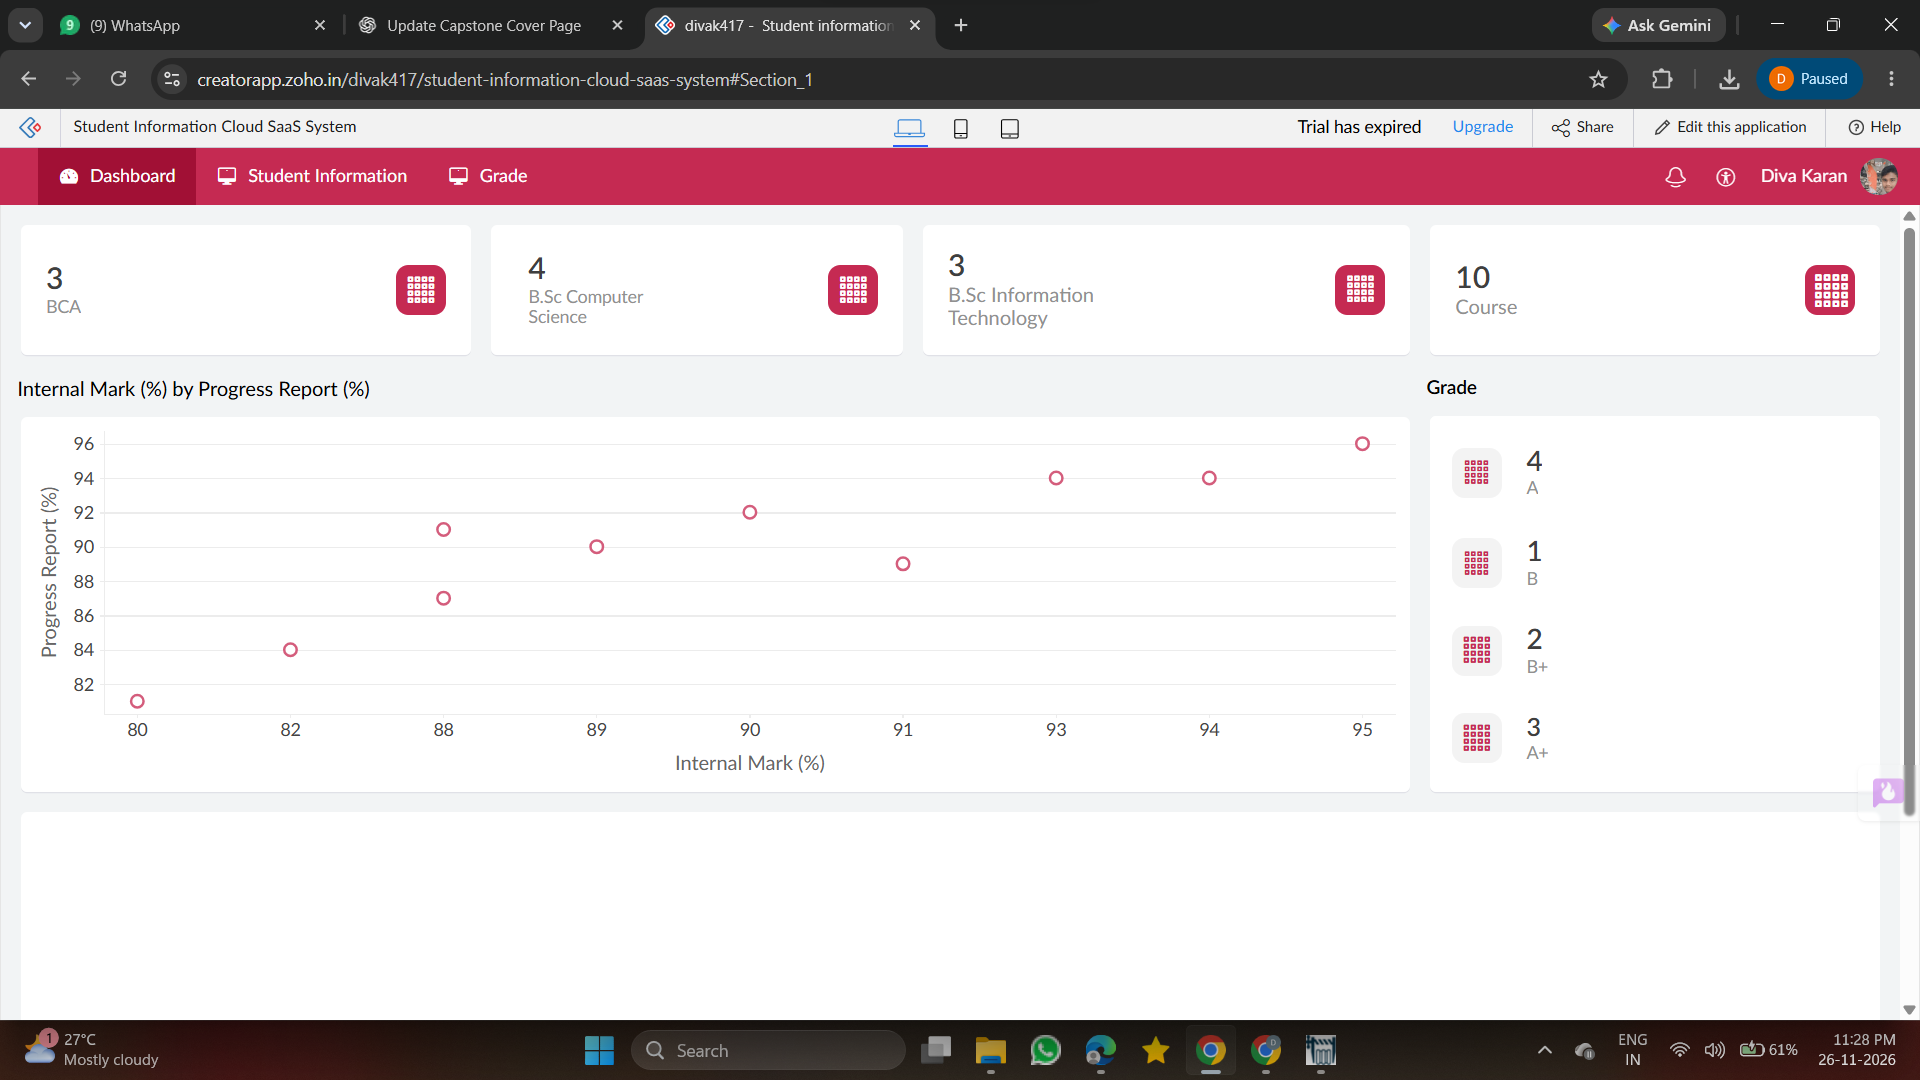 9
(9) WhatsApp
Update Capstone Cover Page
divak417 - Student information
Ask Gemini
creatorapp.zoho.in/divak417/student-information-cloud-saas-system#Section_1
D
Paused
Student Information Cloud SaaS System
Trial has expired
Upgrade
Share
Edit this application
Help
Dashboard
Student Information
Grade
Diva Karan
3
BCA
4
B.Sc Computer
Science
3
B.Sc Information
Technology
10
Course
Internal Mark (%) by Progress Report (%)
Progress Report (%)
96
94
92
90
88
86
84
82
80
82
88
89
90
91
93
94
95
Internal Mark (%)
Grade
4
A
1
B
2
B+
3
A+
1
27°C
Mostly cloudy
Search
D
ENG
IN
61%
11:28 PM
26-11-2026